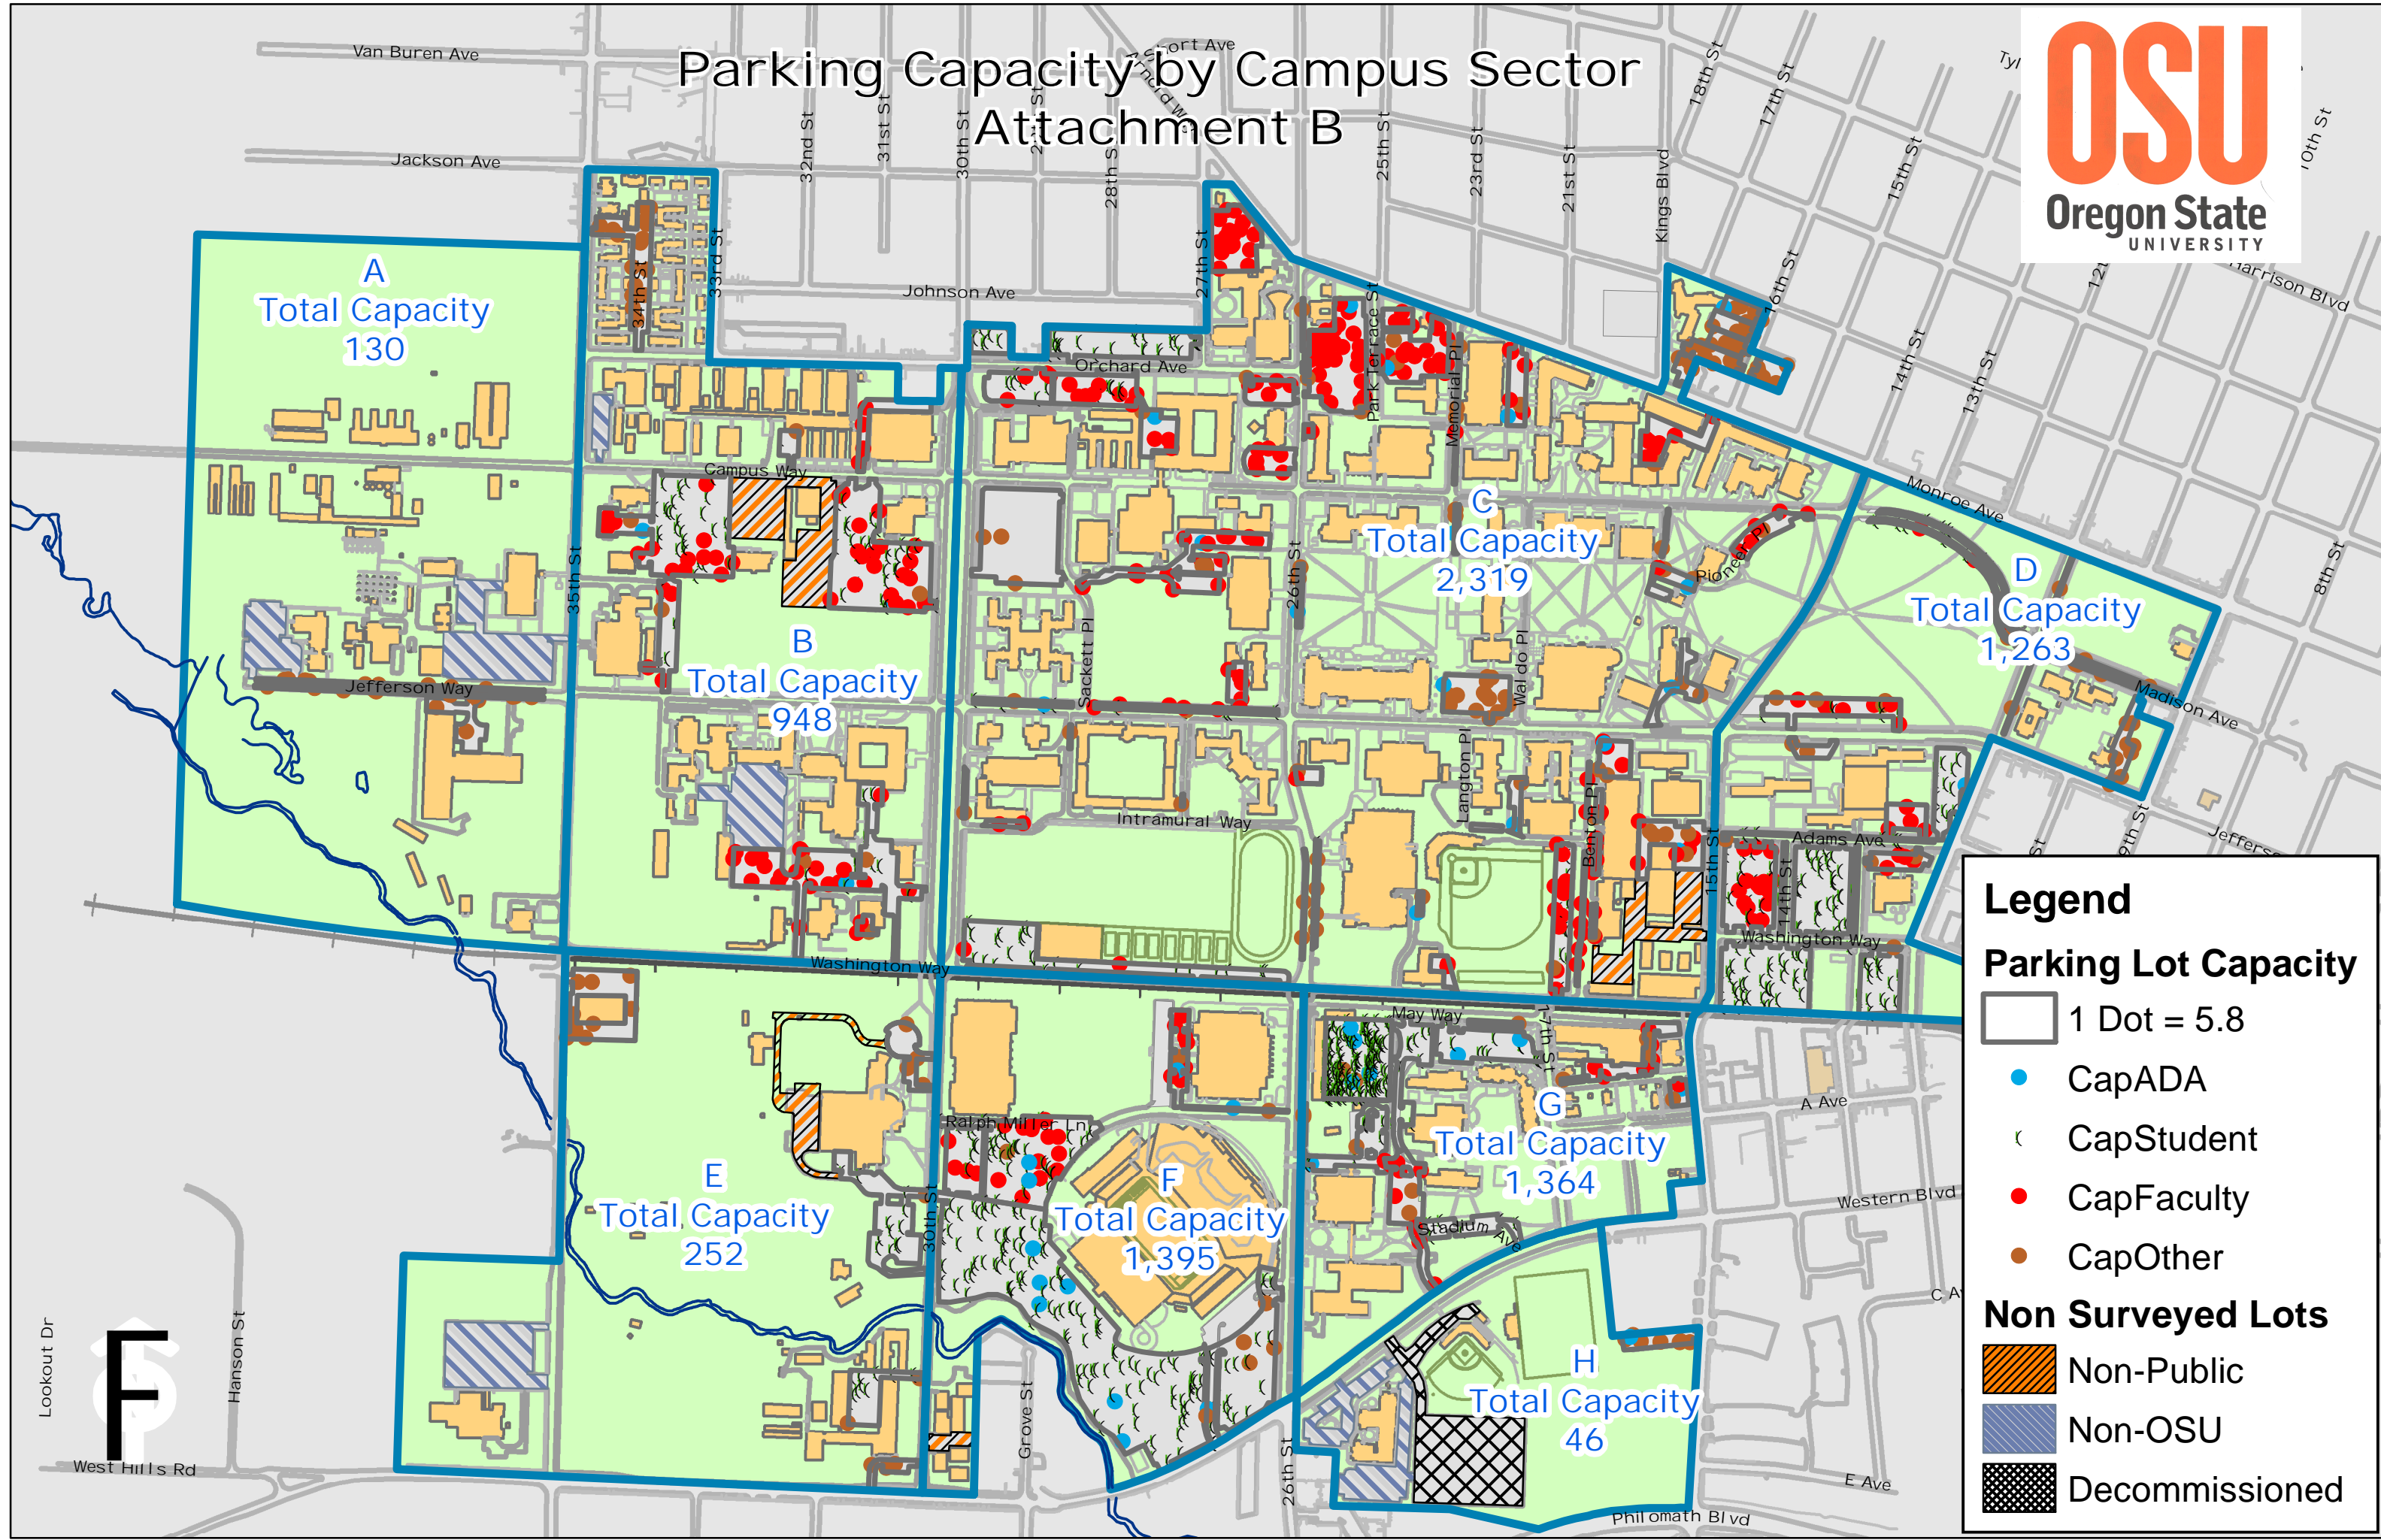 Parking Capacity by Campus Sector
Attachment B
OSU
Oregon State
UNIVERSITY
Van Buren Ave
Short Ave
Jackson Ave
Johnson Ave
Orchard Ave
32nd St
31st St
30th St
25th St
23rd St
21st St
Kings Blvd
18th St
17th St
16th St
15th St
14th St
13th St
10th St
8th St
Harrison Blvd
Monroe Ave
34th St
33rd St
27th St
Park Terrace St
Memorial Pl
A
Total Capacity
130
Campus Way
35th St
Jefferson Way
B
Total Capacity
948
Sackett Pl
26th St
C
Total Capacity
2,319
Pioneer Pl
Waldo Pl
Langton Pl
Benton Pl
D
Total Capacity
1,263
Madison Ave
9th St
Adams Ave
15th St
14th St
Intramural Way
Washington Way
Washington Way
May Way
17th St
A Ave
Ralph Miller Ln
30th St
Western Blvd
Stadium Ave
E
Total Capacity
252
F
Total Capacity
1,395
G
Total Capacity
1,364
H
Total Capacity
46
Lookout Dr
Hanson St
West Hills Rd
Grove St
26th St
E Ave
Philomath Blvd
F
Legend
Parking Lot Capacity
1 Dot = 5.8
CapADA
CapStudent
CapFaculty
CapOther
Non Surveyed Lots
Non-Public
Non-OSU
Decommissioned